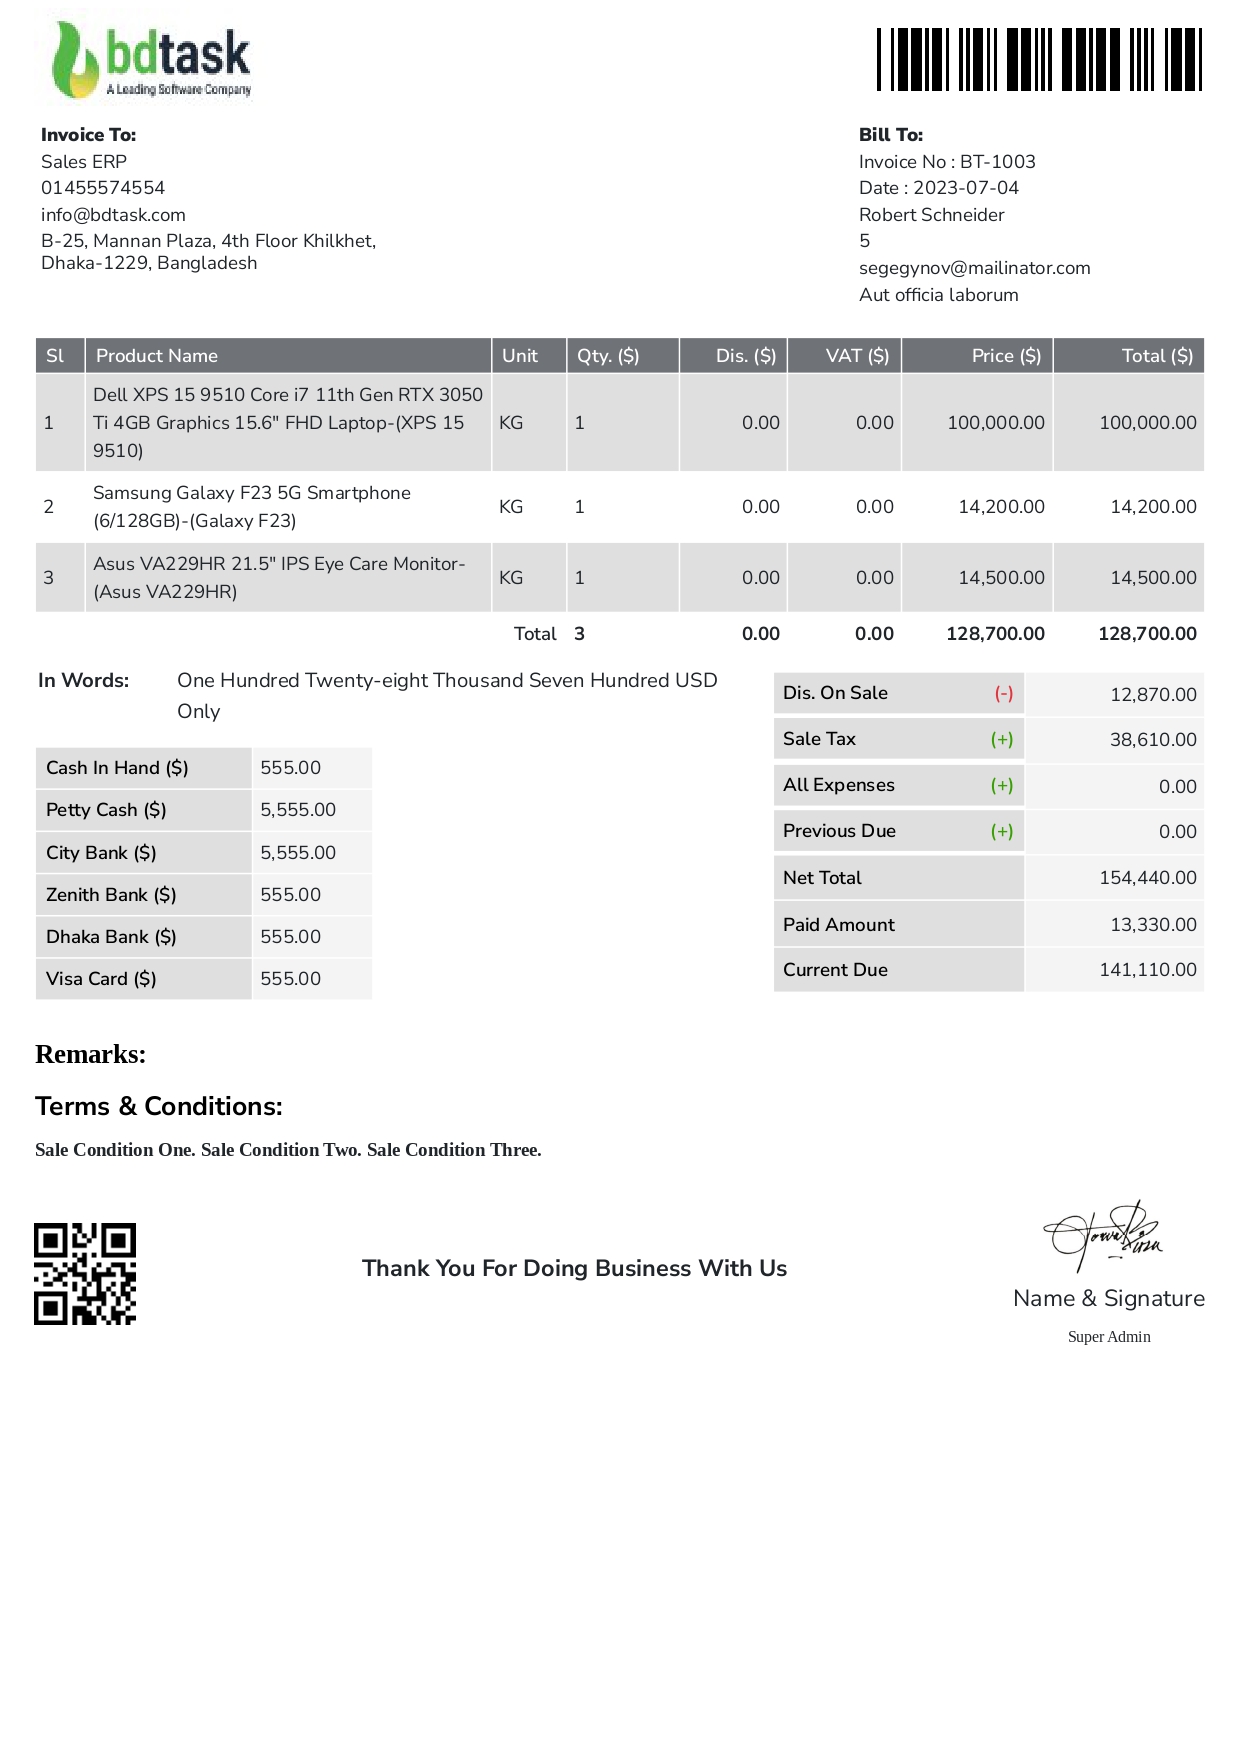 bdtask
A Leading Software Company
Invoice To:
Sales ERP
01455574554
info@bdtask.com
B-25, Mannan Plaza, 4th Floor Khilkhet,
Dhaka-1229, Bangladesh
Bill To:
Invoice No : BT-1003
Date : 2023-07-04
Robert Schneider
5
segegynov@mailinator.com
Aut officia laborum
Sl Product Name Unit Qty. ($) Dis. ($) VAT ($) Price ($) Total ($)
1 Dell XPS 15 9510 Core i7 11th Gen RTX 3050
Ti 4GB Graphics 15.6" FHD Laptop-(XPS 15
9510) KG 1 0.00 0.00 100,000.00 100,000.00
2 Samsung Galaxy F23 5G Smartphone
(6/128GB)-(Galaxy F23) KG 1 0.00 0.00 14,200.00 14,200.00
3 Asus VA229HR 21.5" IPS Eye Care Monitor-
(Asus VA229HR) KG 1 0.00 0.00 14,500.00 14,500.00
Total 3 0.00 0.00 128,700.00 128,700.00
In Words: One Hundred Twenty-eight Thousand Seven Hundred USD
Only
Cash In Hand ($) 555.00
Petty Cash ($) 5,555.00
City Bank ($) 5,555.00
Zenith Bank ($) 555.00
Dhaka Bank ($) 555.00
Visa Card ($) 555.00
Dis. On Sale (-) 12,870.00
Sale Tax (+) 38,610.00
All Expenses (+) 0.00
Previous Due (+) 0.00
Net Total 154,440.00
Paid Amount 13,330.00
Current Due 141,110.00
Remarks:
Terms & Conditions:
Sale Condition One. Sale Condition Two. Sale Condition Three.
Thank You For Doing Business With Us
Name & Signature
Super Admin